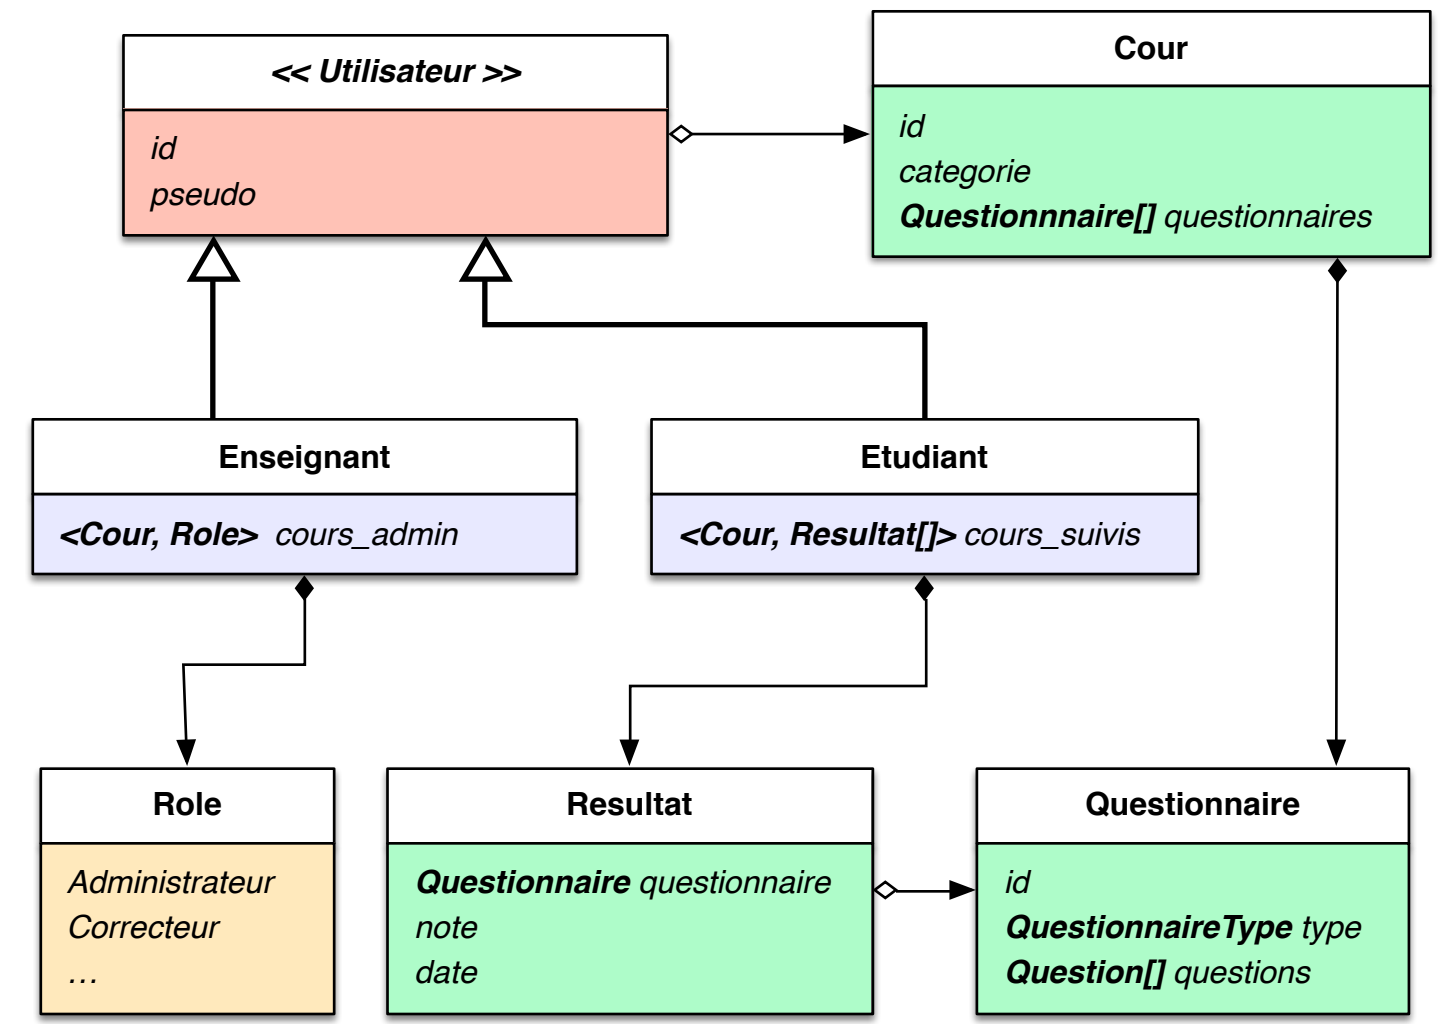 << Utilisateur >>
id
pseudo
Cour
id
categorie
Questionnnaire[] questionnaires
Enseignant
<Cour, Role> cours_admin
Etudiant
<Cour, Resultat[]> cours_suivis
Role
Administrateur
Correcteur
…
Resultat
Questionnaire questionnaire
note
date
Questionnaire
id
QuestionnaireType type
Question[] questions